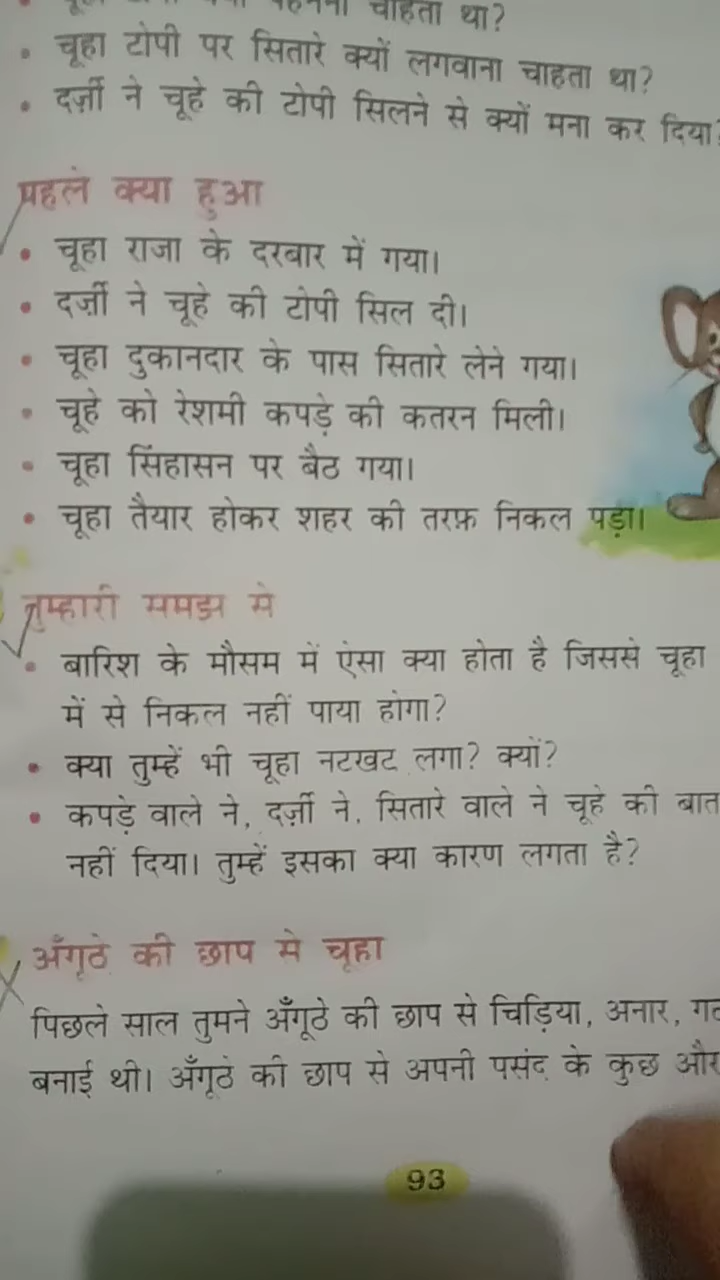 चाहता था?
चूहा टोपी पर सितारे क्यों लगवाना चाहता था?
दर्ज़ी ने चूहे की टोपी सिलने से क्यों मना कर दिया?
पहले क्या हुआ
चूहा राजा के दरबार में गया।
दर्ज़ी ने चूहे की टोपी सिल दी।
चूहा दुकानदार के पास सितारे लेने गया।
चूहे को रेशमी कपड़े की कतरन मिली।
चूहा सिंहासन पर बैठ गया।
चूहा तैयार होकर शहर की तरफ़ निकल पड़ा।
तुम्हारी समझ से
बारिश के मौसम में ऐसा क्या होता है जिससे चूहा
में से निकल नहीं पाया होगा?
क्या तुम्हें भी चूहा नटखट लगा? क्यों?
कपड़े वाले ने, दर्ज़ी ने, सितारे वाले ने चूहे की बात
नहीं दिया। तुम्हें इसका क्या कारण लगता है?
अँगूठे की छाप से चूहा
पिछले साल तुमने अँगूठे की छाप से चिड़िया, अनार,
बनाई थी। अँगूठे की छाप से अपनी पसंद के कुछ और
93